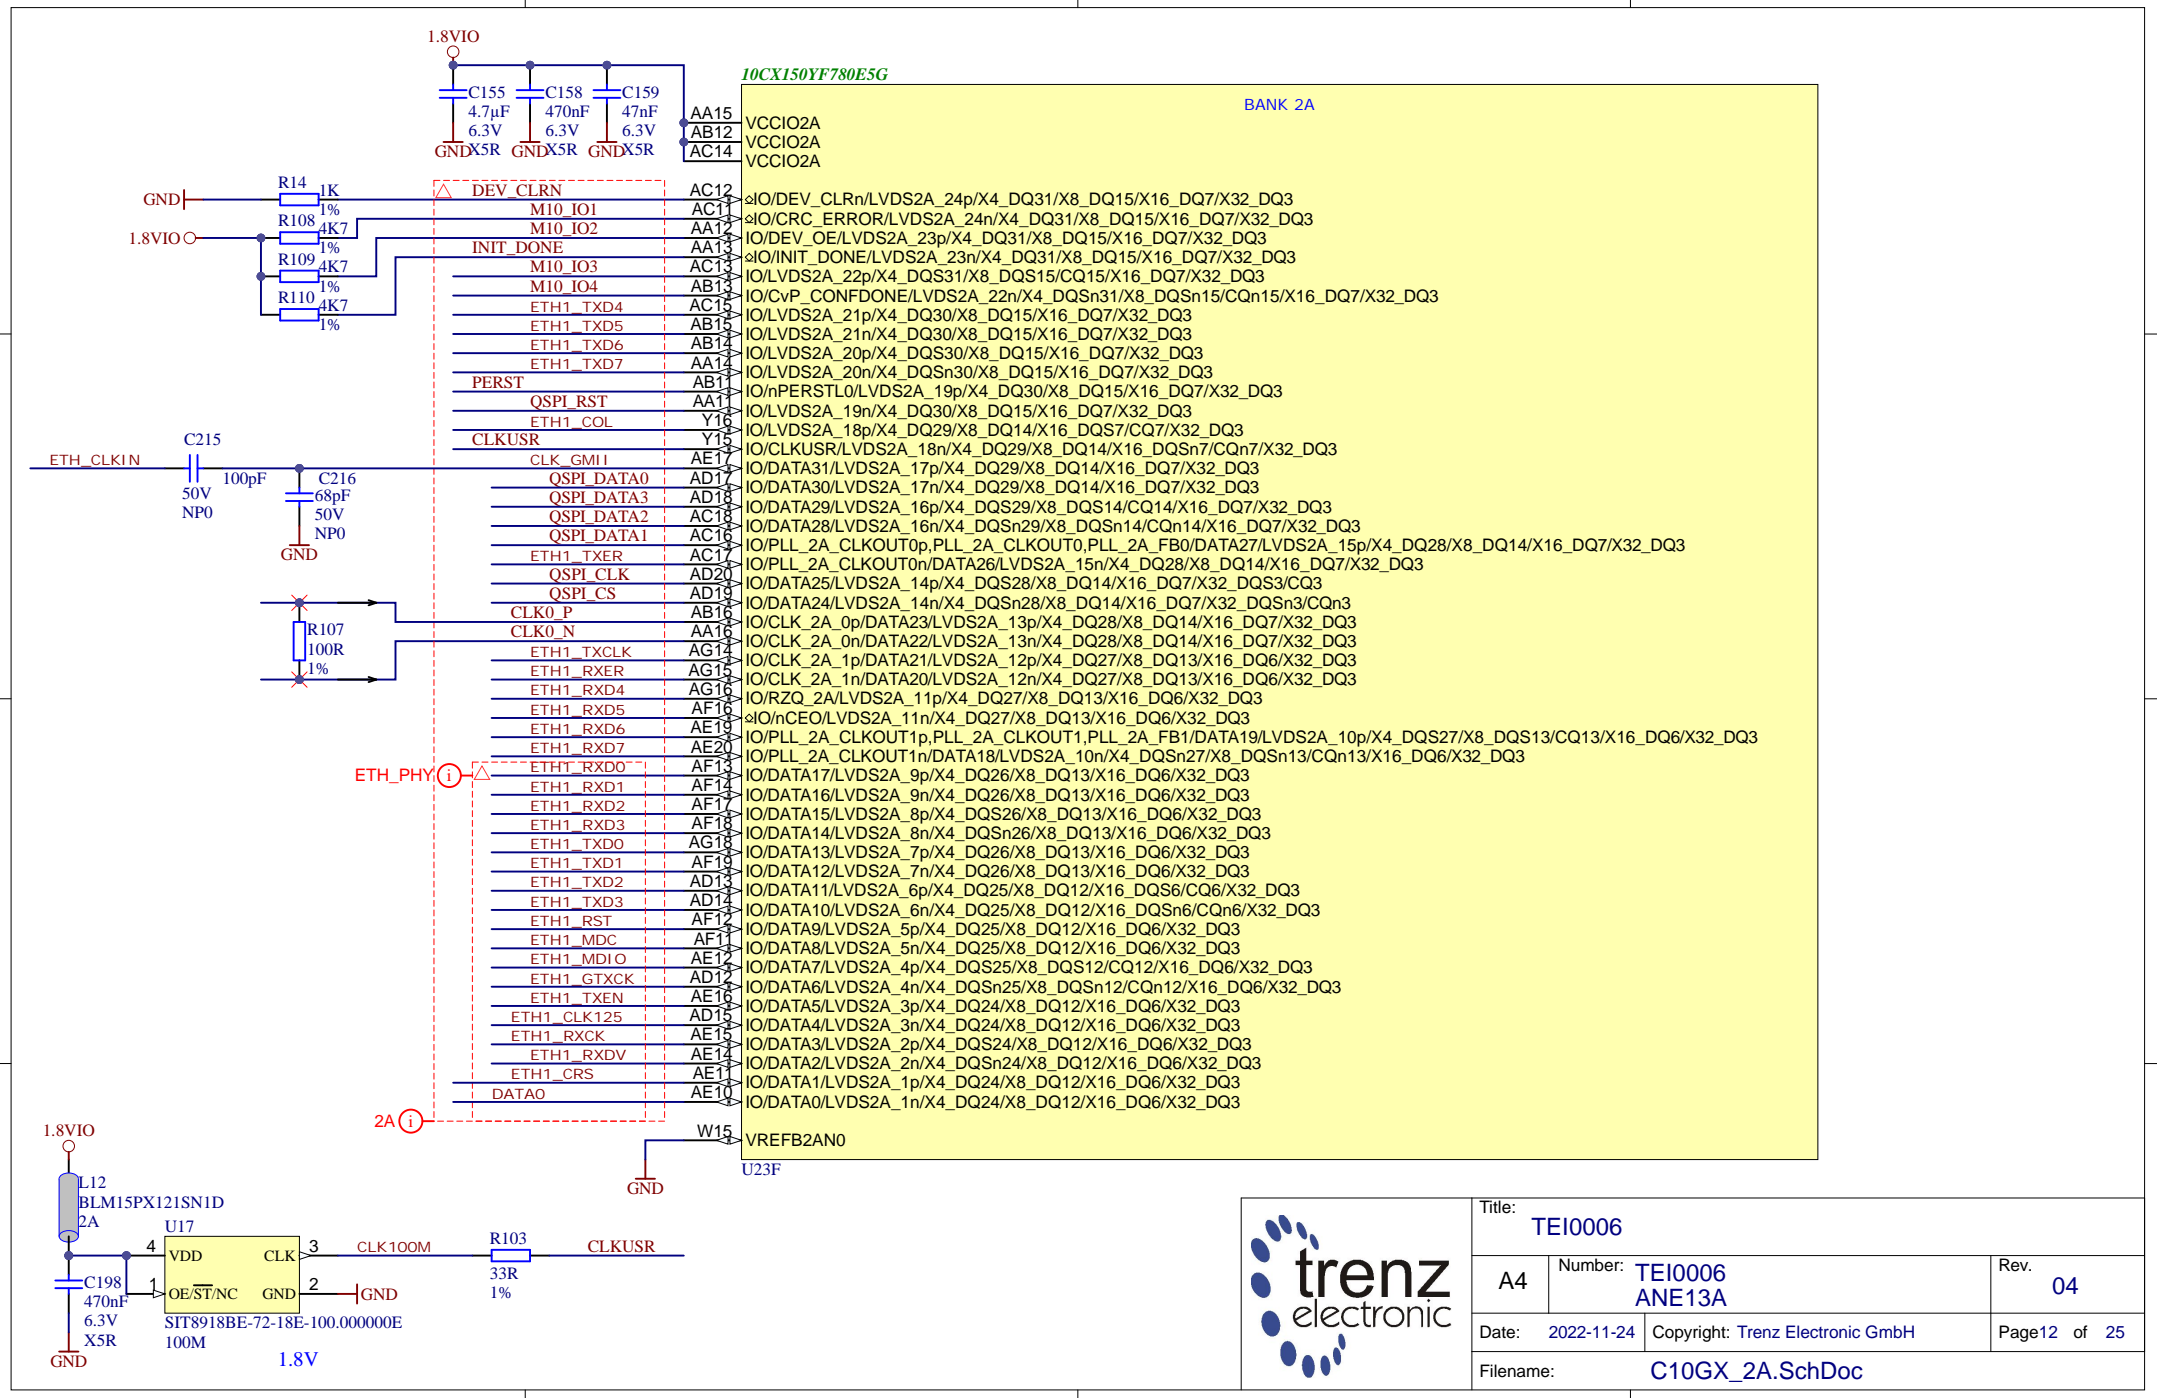 1.8VIO
C155
4.7µF
6.3V
X5R
GND
C158
470nF
6.3V
X5R
GND
C159
47nF
6.3V
X5R
GND
10CX150YF780E5G
BANK 2A
AA15 VCCIO2A
AB12 VCCIO2A
AC14 VCCIO2A
GND
R14 1K
1%
1.8VIO
R108 4K7
1%
R109 4K7
1%
R110 4K7
1%
DEV_CLRN AC12 IO/DEV_CLRn/LVDS2A_24p/X4_DQ31/X8_DQ15/X16_DQ7/X32_DQ3
M10_IO1 AC11 IO/CRC_ERROR/LVDS2A_24n/X4_DQ31/X8_DQ15/X16_DQ7/X32_DQ3
M10_IO2 AA12 IO/DEV_OE/LVDS2A_23p/X4_DQ31/X8_DQ15/X16_DQ7/X32_DQ3
INIT_DONE AA13 IO/INIT_DONE/LVDS2A_23n/X4_DQ31/X8_DQ15/X16_DQ7/X32_DQ3
M10_IO3 AC13 IO/LVDS2A_22p/X4_DQS31/X8_DQS15/CQ15/X16_DQ7/X32_DQ3
M10_IO4 AB13 IO/CvP_CONFDONE/LVDS2A_22n/X4_DQSn31/X8_DQSn15/CQn15/X16_DQ7/X32_DQ3
ETH1_TXD4 AC15 IO/LVDS2A_21p/X4_DQ30/X8_DQ15/X16_DQ7/X32_DQ3
ETH1_TXD5 AB15 IO/LVDS2A_21n/X4_DQ30/X8_DQ15/X16_DQ7/X32_DQ3
ETH1_TXD6 AB14 IO/LVDS2A_20p/X4_DQS30/X8_DQ15/X16_DQ7/X32_DQ3
ETH1_TXD7 AA14 IO/LVDS2A_20n/X4_DQSn30/X8_DQ15/X16_DQ7/X32_DQ3
PERST AB11 IO/nPERSTL0/LVDS2A_19p/X4_DQ30/X8_DQ15/X16_DQ7/X32_DQ3
QSPI_RST AA11 IO/LVDS2A_19n/X4_DQ30/X8_DQ15/X16_DQ7/X32_DQ3
ETH1_COL Y16 IO/LVDS2A_18p/X4_DQ29/X8_DQ14/X16_DQS7/CQ7/X32_DQ3
CLKUSR Y15 IO/CLKUSR/LVDS2A_18n/X4_DQ29/X8_DQ14/X16_DQSn7/CQn7/X32_DQ3
CLK_GMII AE17 IO/DATA31/LVDS2A_17p/X4_DQ29/X8_DQ14/X16_DQ7/X32_DQ3
QSPI_DATA0 AD17 IO/DATA30/LVDS2A_17n/X4_DQ29/X8_DQ14/X16_DQ7/X32_DQ3
QSPI_DATA3 AD18 IO/DATA29/LVDS2A_16p/X4_DQS29/X8_DQS14/CQ14/X16_DQ7/X32_DQ3
QSPI_DATA2 AC18 IO/DATA28/LVDS2A_16n/X4_DQSn29/X8_DQSn14/CQn14/X16_DQ7/X32_DQ3
QSPI_DATA1 AC16 IO/PLL_2A_CLKOUT0p,PLL_2A_CLKOUT0,PLL_2A_FB0/DATA27/LVDS2A_15p/X4_DQ28/X8_DQ14/X16_DQ7/X32_DQ3
ETH1_TXER AC17 IO/PLL_2A_CLKOUT0n/DATA26/LVDS2A_15n/X4_DQ28/X8_DQ14/X16_DQ7/X32_DQ3
QSPI_CLK AD20 IO/DATA25/LVDS2A_14p/X4_DQS28/X8_DQ14/X16_DQ7/X32_DQS3/CQ3
QSPI_CS AD19 IO/DATA24/LVDS2A_14n/X4_DQSn28/X8_DQ14/X16_DQ7/X32_DQSn3/CQn3
CLK0_P AB16 IO/CLK_2A_0p/DATA23/LVDS2A_13p/X4_DQ28/X8_DQ14/X16_DQ7/X32_DQ3
CLK0_N AA16 IO/CLK_2A_0n/DATA22/LVDS2A_13n/X4_DQ28/X8_DQ14/X16_DQ7/X32_DQ3
ETH1_TXCLK AG14 IO/CLK_2A_1p/DATA21/LVDS2A_12p/X4_DQ27/X8_DQ13/X16_DQ6/X32_DQ3
ETH1_RXER AG15 IO/CLK_2A_1n/DATA20/LVDS2A_12n/X4_DQ27/X8_DQ13/X16_DQ6/X32_DQ3
ETH1_RXD4 AG16 IO/RZQ_2A/LVDS2A_11p/X4_DQ27/X8_DQ13/X16_DQ6/X32_DQ3
ETH1_RXD5 AF16 IO/nCEO/LVDS2A_11n/X4_DQ27/X8_DQ13/X16_DQ6/X32_DQ3
ETH1_RXD6 AE19 IO/PLL_2A_CLKOUT1p,PLL_2A_CLKOUT1,PLL_2A_FB1/DATA19/LVDS2A_10p/X4_DQS27/X8_DQS13/CQ13/X16_DQ6/X32_DQ3
ETH1_RXD7 AE20 IO/PLL_2A_CLKOUT1n/DATA18/LVDS2A_10n/X4_DQSn27/X8_DQSn13/CQn13/X16_DQ6/X32_DQ3
ETH1_RXD0 AF13 IO/DATA17/LVDS2A_9p/X4_DQ26/X8_DQ13/X16_DQ6/X32_DQ3
ETH1_RXD1 AF14 IO/DATA16/LVDS2A_9n/X4_DQ26/X8_DQ13/X16_DQ6/X32_DQ3
ETH1_RXD2 AF17 IO/DATA15/LVDS2A_8p/X4_DQS26/X8_DQ13/X16_DQ6/X32_DQ3
ETH1_RXD3 AF18 IO/DATA14/LVDS2A_8n/X4_DQSn26/X8_DQ13/X16_DQ6/X32_DQ3
ETH1_TXD0 AG18 IO/DATA13/LVDS2A_7p/X4_DQ26/X8_DQ13/X16_DQ6/X32_DQ3
ETH1_TXD1 AF19 IO/DATA12/LVDS2A_7n/X4_DQ26/X8_DQ13/X16_DQ6/X32_DQ3
ETH1_TXD2 AD13 IO/DATA11/LVDS2A_6p/X4_DQ25/X8_DQ12/X16_DQS6/CQ6/X32_DQ3
ETH1_TXD3 AD14 IO/DATA10/LVDS2A_6n/X4_DQ25/X8_DQ12/X16_DQSn6/CQn6/X32_DQ3
ETH1_RST AF12 IO/DATA9/LVDS2A_5p/X4_DQ25/X8_DQ12/X16_DQ6/X32_DQ3
ETH1_MDC AF11 IO/DATA8/LVDS2A_5n/X4_DQ25/X8_DQ12/X16_DQ6/X32_DQ3
ETH1_MDIO AE12 IO/DATA7/LVDS2A_4p/X4_DQS25/X8_DQS12/CQ12/X16_DQ6/X32_DQ3
ETH1_GTXCK AD12 IO/DATA6/LVDS2A_4n/X4_DQSn25/X8_DQSn12/CQn12/X16_DQ6/X32_DQ3
ETH1_TXEN AE16 IO/DATA5/LVDS2A_3p/X4_DQ24/X8_DQ12/X16_DQ6/X32_DQ3
ETH1_CLK125 AD15 IO/DATA4/LVDS2A_3n/X4_DQ24/X8_DQ12/X16_DQ6/X32_DQ3
ETH1_RXCK AE15 IO/DATA3/LVDS2A_2p/X4_DQS24/X8_DQ12/X16_DQ6/X32_DQ3
ETH1_RXDV AE14 IO/DATA2/LVDS2A_2n/X4_DQSn24/X8_DQ12/X16_DQ6/X32_DQ3
ETH1_CRS AE11 IO/DATA1/LVDS2A_1p/X4_DQ24/X8_DQ12/X16_DQ6/X32_DQ3
DATA0 AE10 IO/DATA0/LVDS2A_1n/X4_DQ24/X8_DQ12/X16_DQ6/X32_DQ3
W15 VREFB2AN0
U23F
GND
ETH_CLKIN
C215
100pF
50V
NP0
C216
68pF
50V
NP0
GND
R107
100R
1%
ETH_PHY i
2A i
1.8VIO
L12
BLM15PX121SN1D
2A
U17
4 VDD CLK 3
1 OE/ST/NC GND 2
SIT8918BE-72-18E-100.000000E
100M
1.8V
C198
470nF
6.3V
X5R
GND
GND
CLK100M
R103
33R
1%
CLKUSR
trenz
electronic
Title:
TEI0006
A4
Number: TEI0006
ANE13A
Rev.
04
Date: 2022-11-24
Copyright: Trenz Electronic GmbH
Page12 of 25
Filename: C10GX_2A.SchDoc